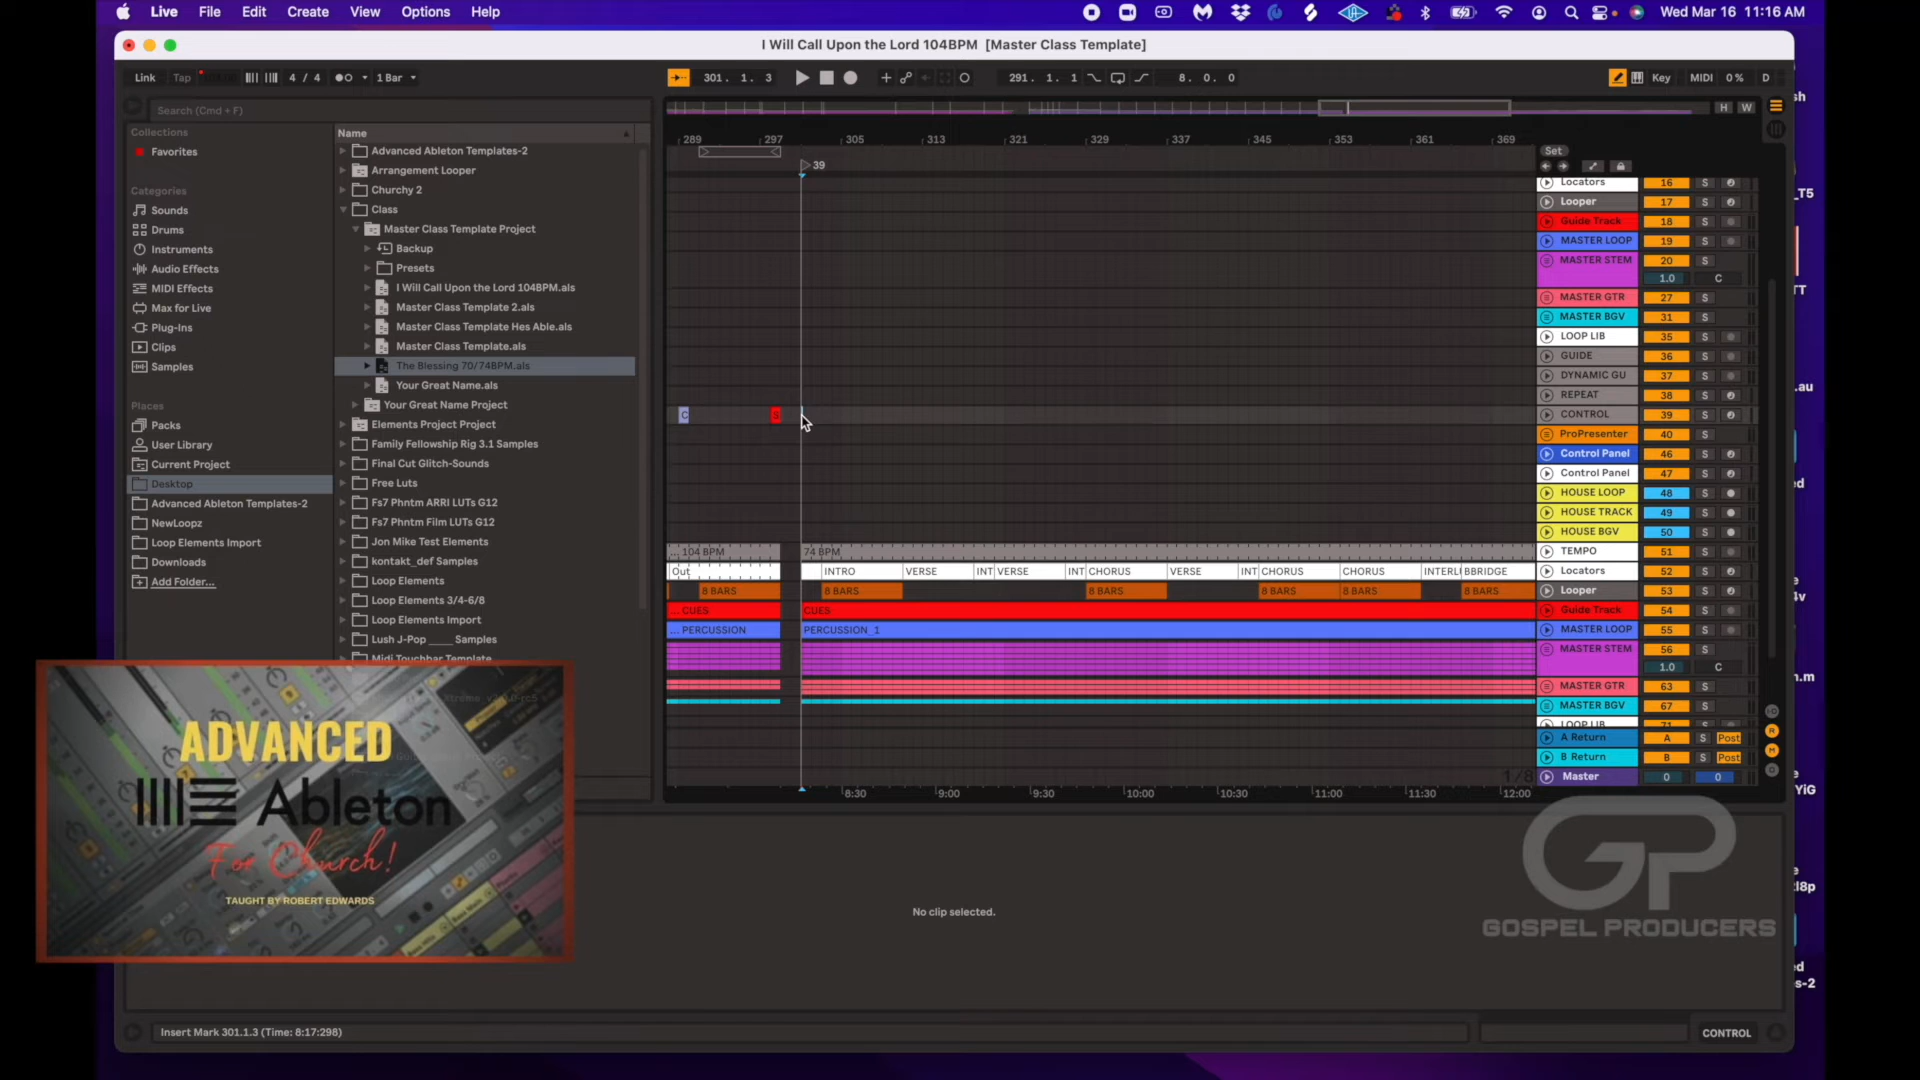 Live File Edit Create View Options Help Wed Mar 16 11:16 AM
I Will Call Upon the Lord 104BPM [Master Class Template]
Link Tap 4 / 4 1 Bar 301. 1. 3 291. 1. 1 8. 0. 0 Key MIDI 0 % D
Search (Cmd + F)
H W
Collections
Favorites
Categories
Sounds
Drums
Instruments
Audio Effects
MIDI Effects
Max for Live
Plug-Ins
Clips
Samples
Places
Packs
User Library
Current Project
Desktop
Advanced Ableton Templates-2
NewLoopz
Loop Elements Import
Downloads
Add Folder...
Name
Advanced Ableton Templates-2
Arrangement Looper
Churchy 2
Class
Master Class Template Project
Backup
Presets
I Will Call Upon the Lord 104BPM.als
Master Class Template 2.als
Master Class Template Hes Able.als
Master Class Template.als
The Blessing 70/74BPM.als
Your Great Name.als
Your Great Name Project
Elements Project Project
Family Fellowship Rig 3.1 Samples
Final Cut Glitch-Sounds
Free Luts
Fs7 Phntm ARRI LUTs G12
Fs7 Phntm Film LUTs G12
Jon Mike Test Elements
kontakt_def Samples
Loop Elements
Loop Elements 3/4-6/8
Loop Elements Import
Lush J-Pop ____ Samples
Midi Touchbar Template
289 297 305 313 321 329 337 345 353 361 369
39
Set
C S
... 104 BPM 74 BPM
Out INTRO VERSE INT VERSE INT CHORUS VERSE INT CHORUS CHORUS INTERL BBRIDGE
8 BARS 8 BARS 8 BARS 8 BARS 8 BARS 8 BARS
... CUES CUES
... PERCUSSION PERCUSSION_1
1/8
8:30 9:00 9:30 10:00 10:30 11:00 11:30 12:00
Locators 16 S
Looper 17 S
Guide Track 18 S
MASTER LOOP 19 S
MASTER STEM 20 S
1.0 C
MASTER GTR 27 S
MASTER BGV 31 S
LOOP LIB 35 S
GUIDE 36 S
DYNAMIC GU 37 S
REPEAT 38 S
CONTROL 39 S
ProPresenter 40 S
Control Panel 46 S
Control Panel 47 S
HOUSE LOOP 48 S
HOUSE TRACK 49 S
HOUSE BGV 50 S
TEMPO 51 S
Locators 52 S
Looper 53 S
Guide Track 54 S
MASTER LOOP 55 S
MASTER STEM 56 S
1.0 C
MASTER GTR 63 S
MASTER BGV 67 S
LOOP LIB 71 S
A Return A S Post
B Return B S Post
Master 0 0
ADVANCED
Ableton
For Church!
TAUGHT BY ROBERT EDWARDS
No clip selected.
GP
GOSPEL PRODUCERS
Insert Mark 301.1.3 (Time: 8:17:298)
CONTROL